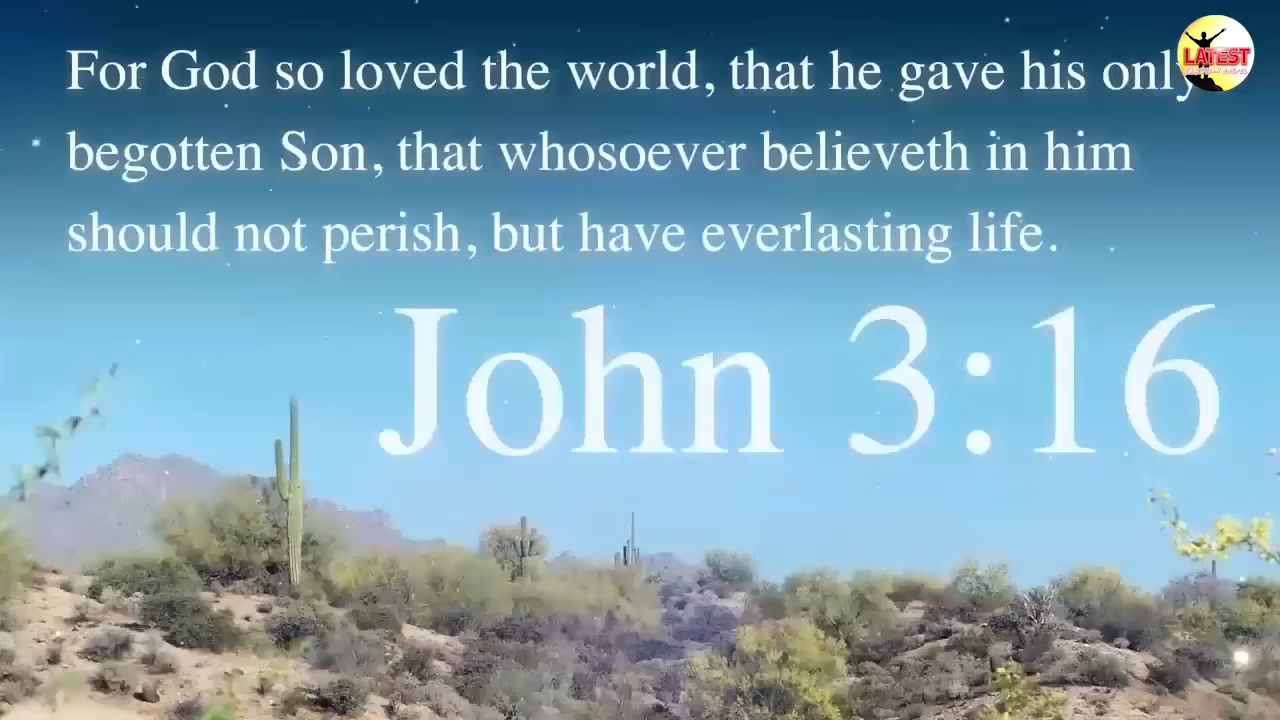 For God so loved the world, that he gave his only
begotten Son, that whosoever believeth in him
should not perish, but have everlasting life.
John 3:16
LATEST